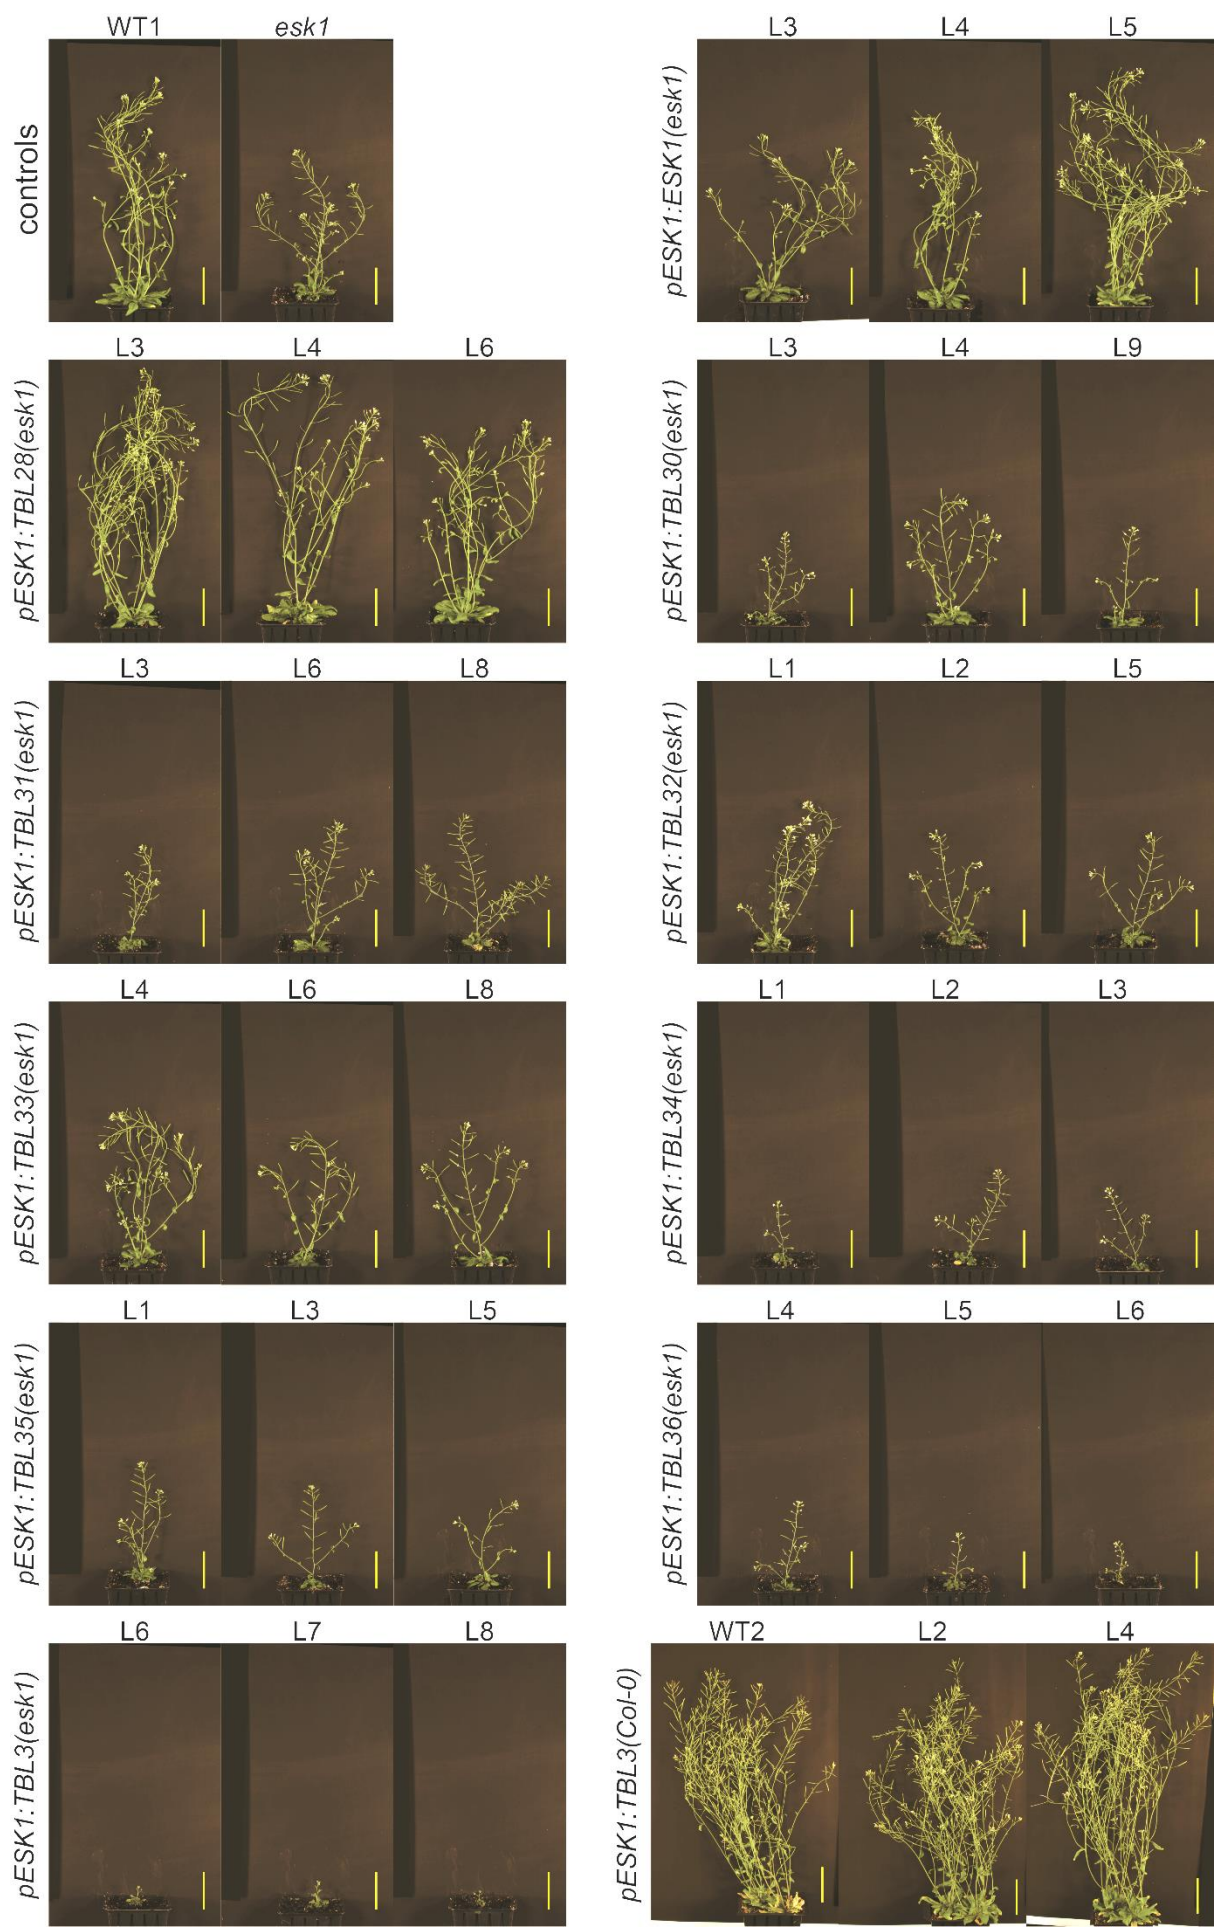 WT1 esk1
controls
L3 L4 L5
pESK1:ESK1(esk1)
L3 L4 L6
pESK1:TBL28(esk1)
L3 L4 L9
pESK1:TBL30(esk1)
L3 L6 L8
pESK1:TBL31(esk1)
L1 L2 L5
pESK1:TBL32(esk1)
L4 L6 L8
pESK1:TBL33(esk1)
L1 L2 L3
pESK1:TBL34(esk1)
L1 L3 L5
pESK1:TBL35(esk1)
L4 L5 L6
pESK1:TBL36(esk1)
L6 L7 L8
pESK1:TBL3(esk1)
WT2 L2 L4
pESK1:TBL3(Col-0)